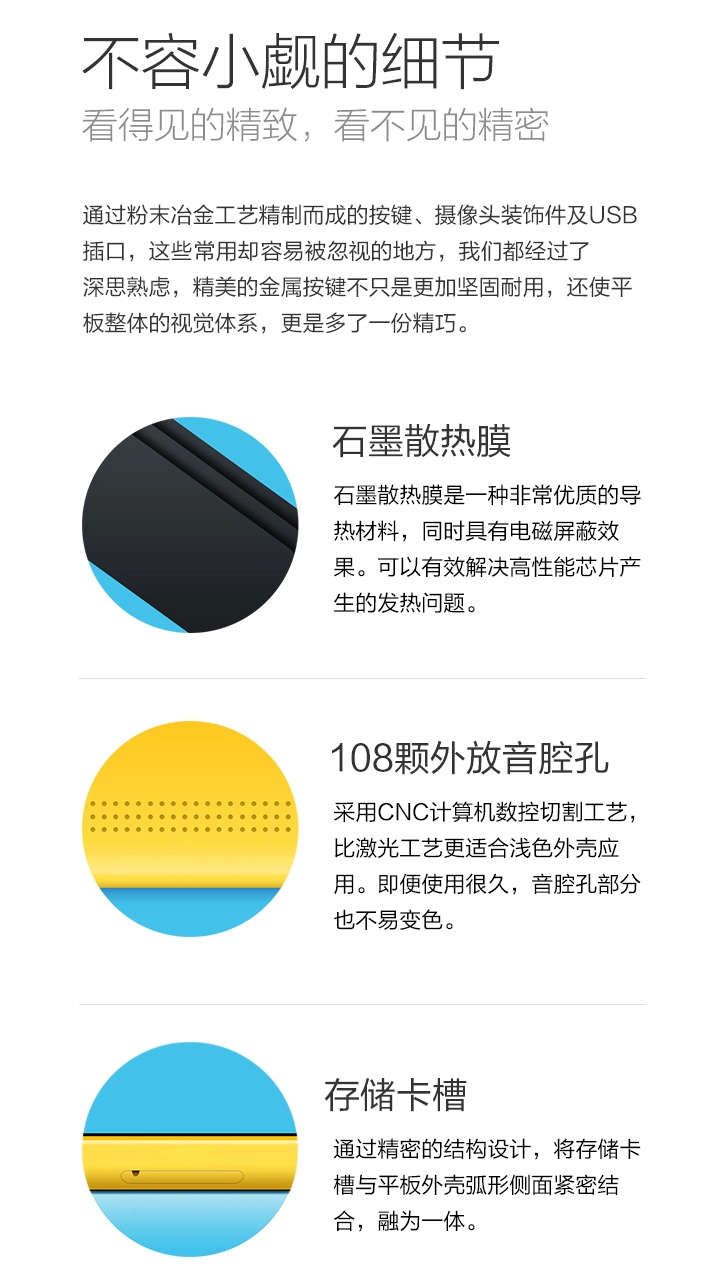 不容小觑的细节
看得见的精致，看不见的精密
通过粉末冶金工艺精制而成的按键、摄像头装饰件及USB
插口，这些常用却容易被忽视的地方，我们都经过了
深思熟虑，精美的金属按键不只是更加坚固耐用，还使平
板整体的视觉体系，更是多了一份精巧。
石墨散热膜
石墨散热膜是一种非常优质的导
热材料，同时具有电磁屏蔽效
果。可以有效解决高性能芯片产
生的发热问题。
108颗外放音腔孔
采用CNC计算机数控切割工艺，
比激光工艺更适合浅色外壳应
用。即便使用很久，音腔孔部分
也不易变色。
存储卡槽
通过精密的结构设计，将存储卡
槽与平板外壳弧形侧面紧密结
合，融为一体。